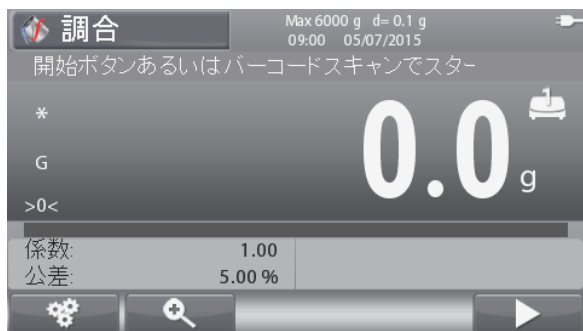 調合
Max 6000 g d= 0.1 g
09:00 05/07/2015
開始ボタンあるいはバーコードスキャンでスター
1
*
0.0 g
G
>0<
係数: 1.00
公差: 5.00 %